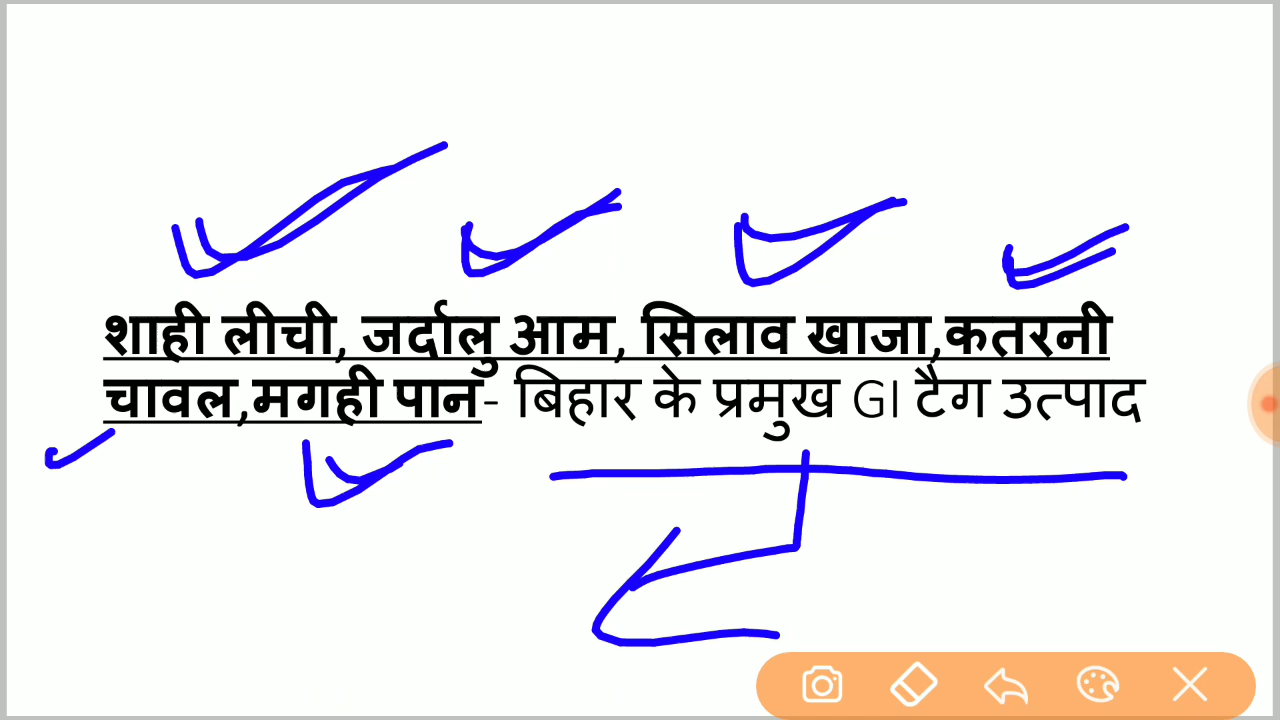 शाही लीची, जर्दालु आम, सिलाव खाजा,कतरनी
चावल,मगही पान- बिहार के प्रमुख GI टैग उत्पाद